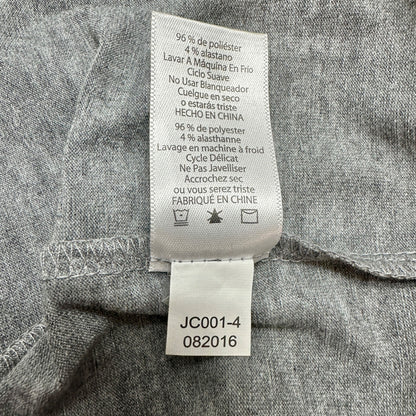 96 % de poliéster
4 % alastano
Lavar A Máquina En Frío
Ciclo Suave
No Usar Blanqueador
Cuelgue en seco
o estarás triste
HECHO EN CHINA
96 % de polyester
4 % alastane
Lavage en machine à froid
Cycle Délicat
Ne Pas Javelliser
Accrochez sec
ou vous serez triste
FABRIQUÉ EN CHINE
JC001-4
082016